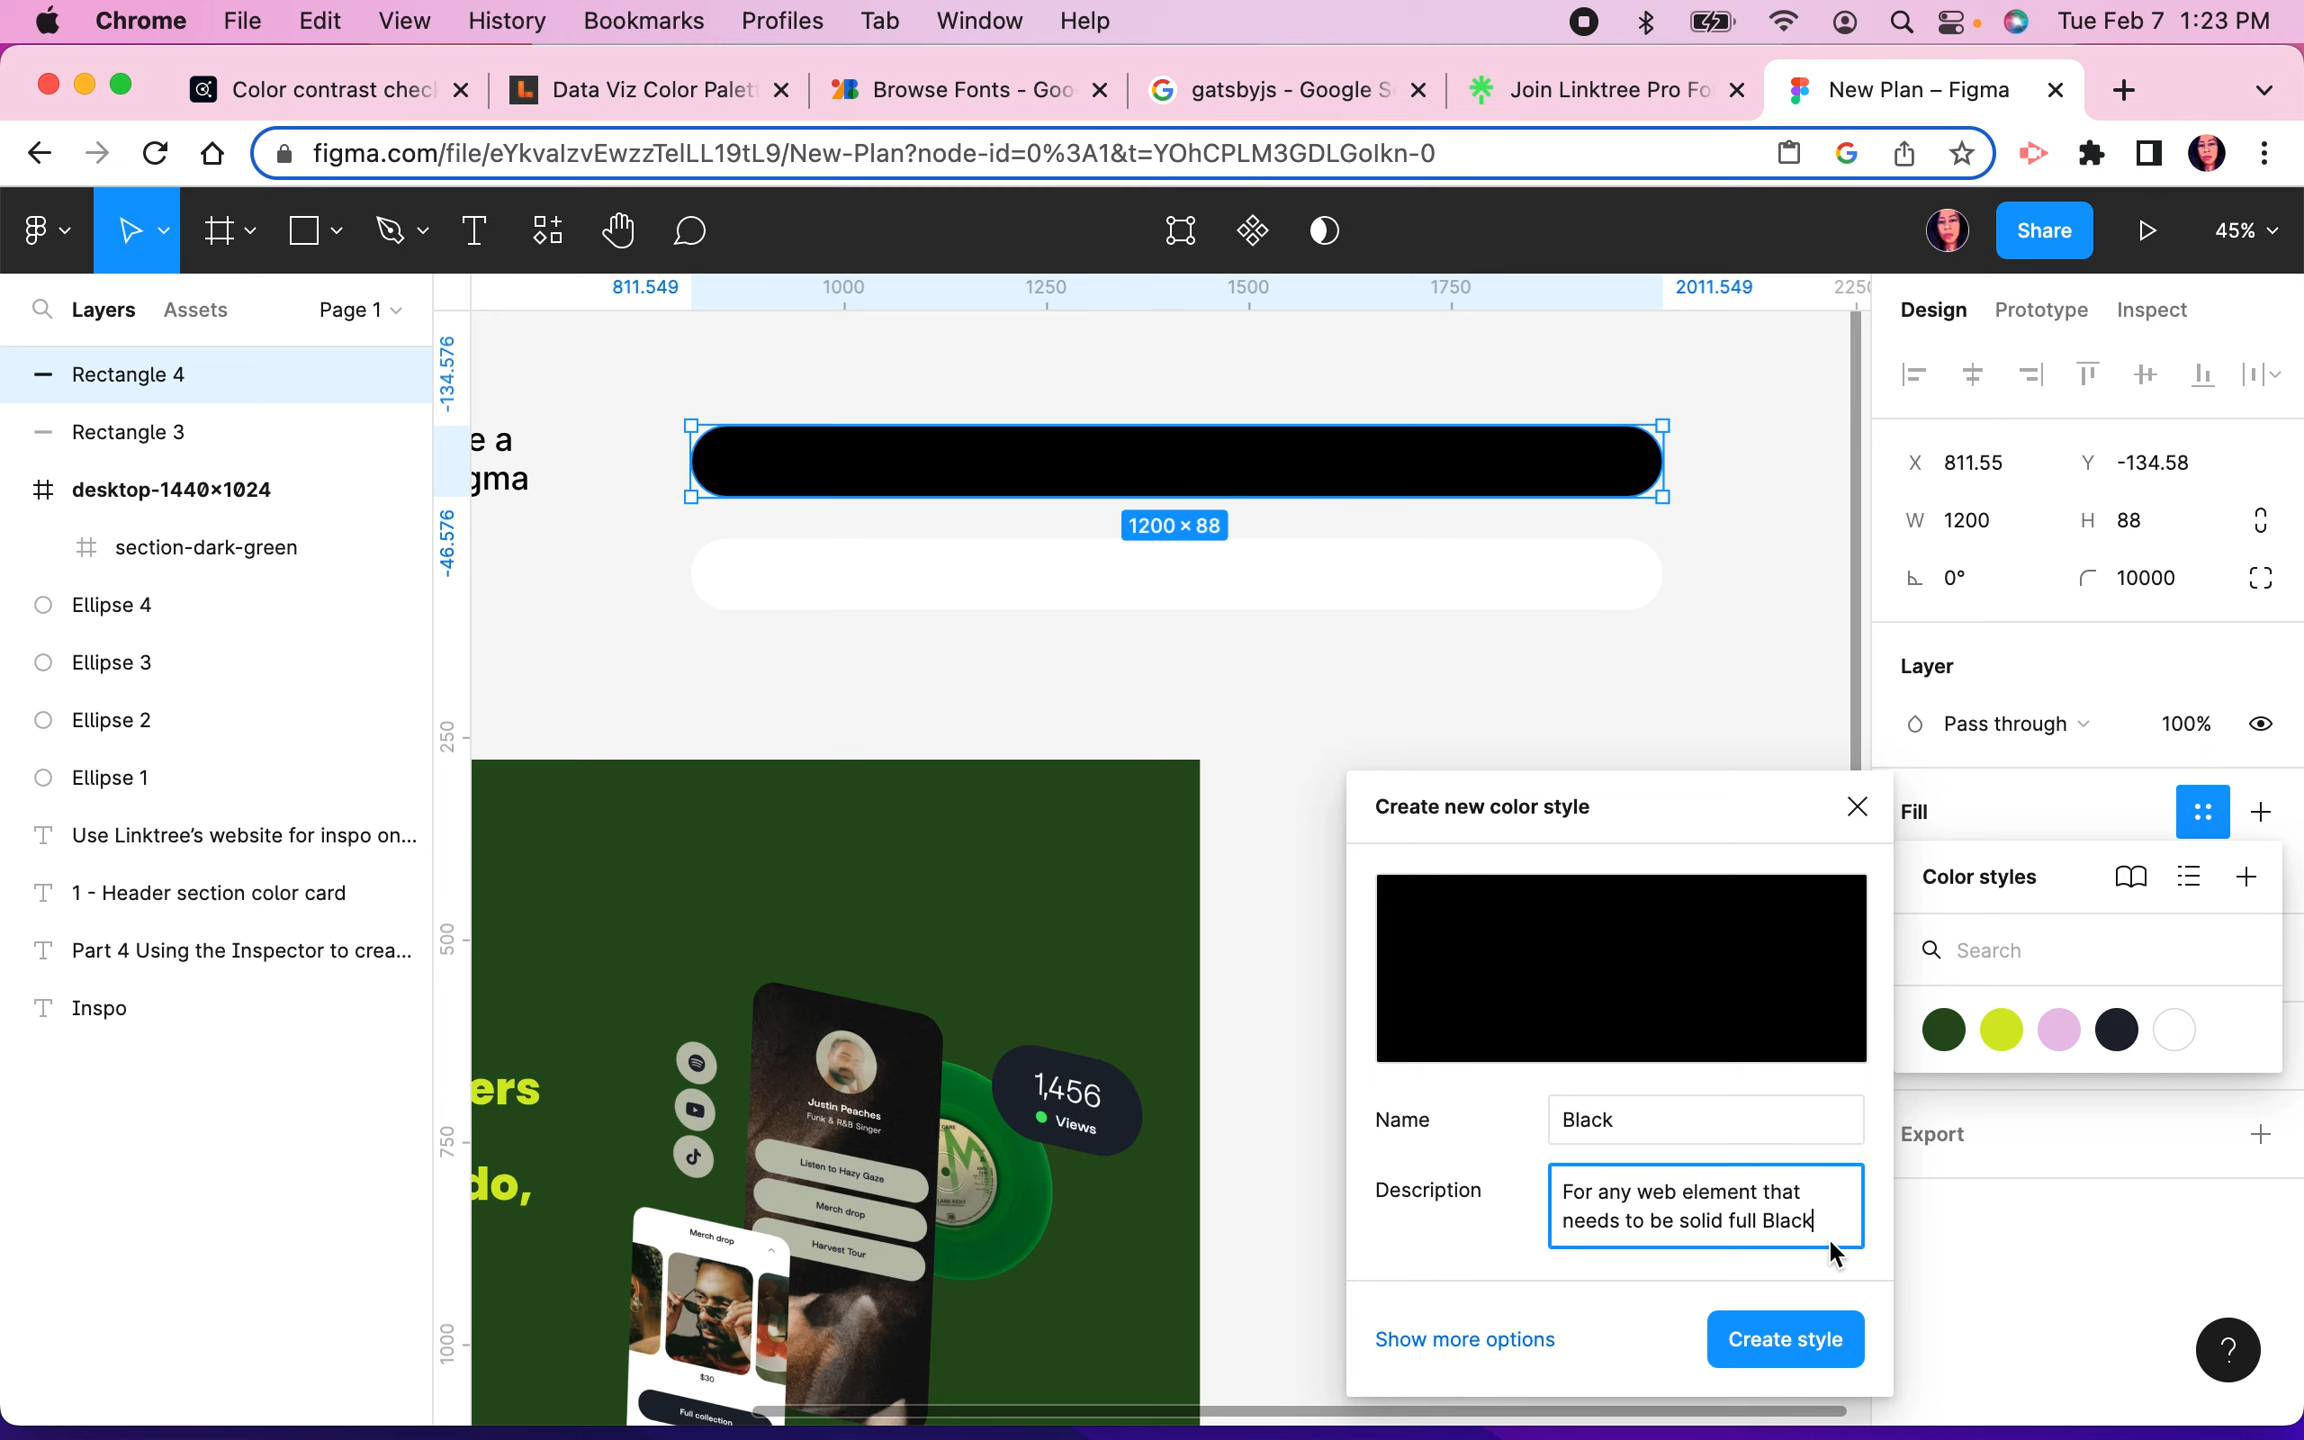 Chrome File Edit View History Bookmarks Profiles Tab Window Help Tue Feb 7 1:23 PM
Color contrast chec Data Viz Color Palet Browse Fonts - Goo gatsbyjs - Google S Join Linktree Pro Fo New Plan – Figma
figma.com/file/eYkvaIzvEwzzTeILL19tL9/New-Plan?node-id=0%3A1&t=YOhCPLM3GDLGoIkn-0
Share 45%
Layers Assets Page 1
811.549 1000 1250 1500 1750 2011.549 2250
Design Prototype Inspect
Rectangle 4
Rectangle 3
desktop-1440×1024
section-dark-green
Ellipse 4
Ellipse 3
Ellipse 2
Ellipse 1
Use Linktree's website for inspo on...
1 - Header section color card
Part 4 Using the Inspector to crea...
Inspo
-134.576
-46.576
250
500
750
1000
e a
gma
1200 × 88
ers
do,
Justin Peaches
Funk & R&B Singer
Listen to Hazy Gaze
Merch drop
Harvest Tour
1,456
Views
Merch drop
$30
Full collection
X 811.55 Y -134.58
W 1200 H 88
0° 10000
Layer
Pass through 100%
Fill
Color styles
Search
Export
Create new color style
Name Black
Description For any web element that
needs to be solid full Black
Show more options Create style
?